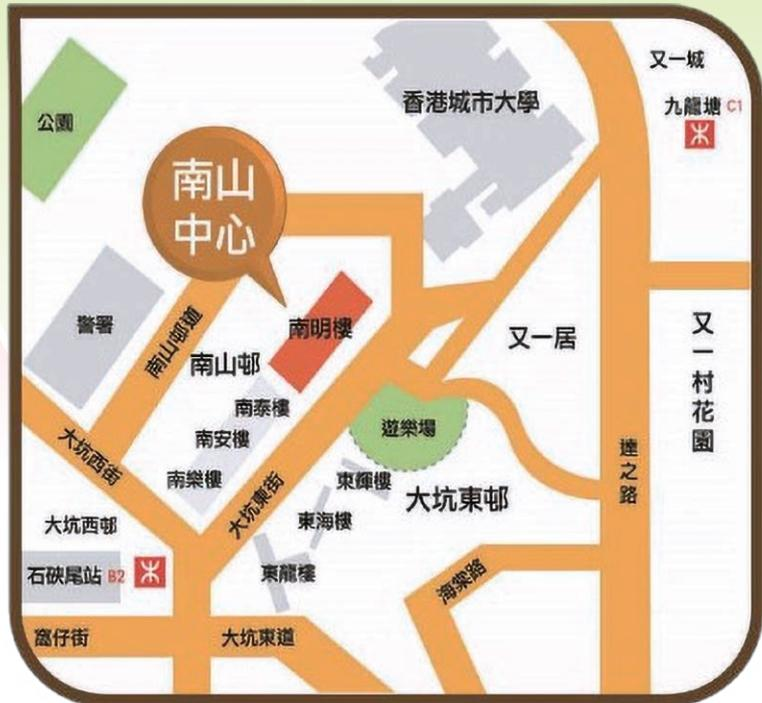 又一城
九龍塘 C1
香港城市大學
公園
南山
中心
警署
南山邨道
南明樓
南山邨
又一居
又一村花園
南泰樓
遊樂場
南安樓
大坑西街
達之路
南樂樓
大坑東街
東輝樓
大坑東邨
東海樓
大坑西邨
石硤尾站 B2
東龍樓
海棠路
窩仔街
大坑東道